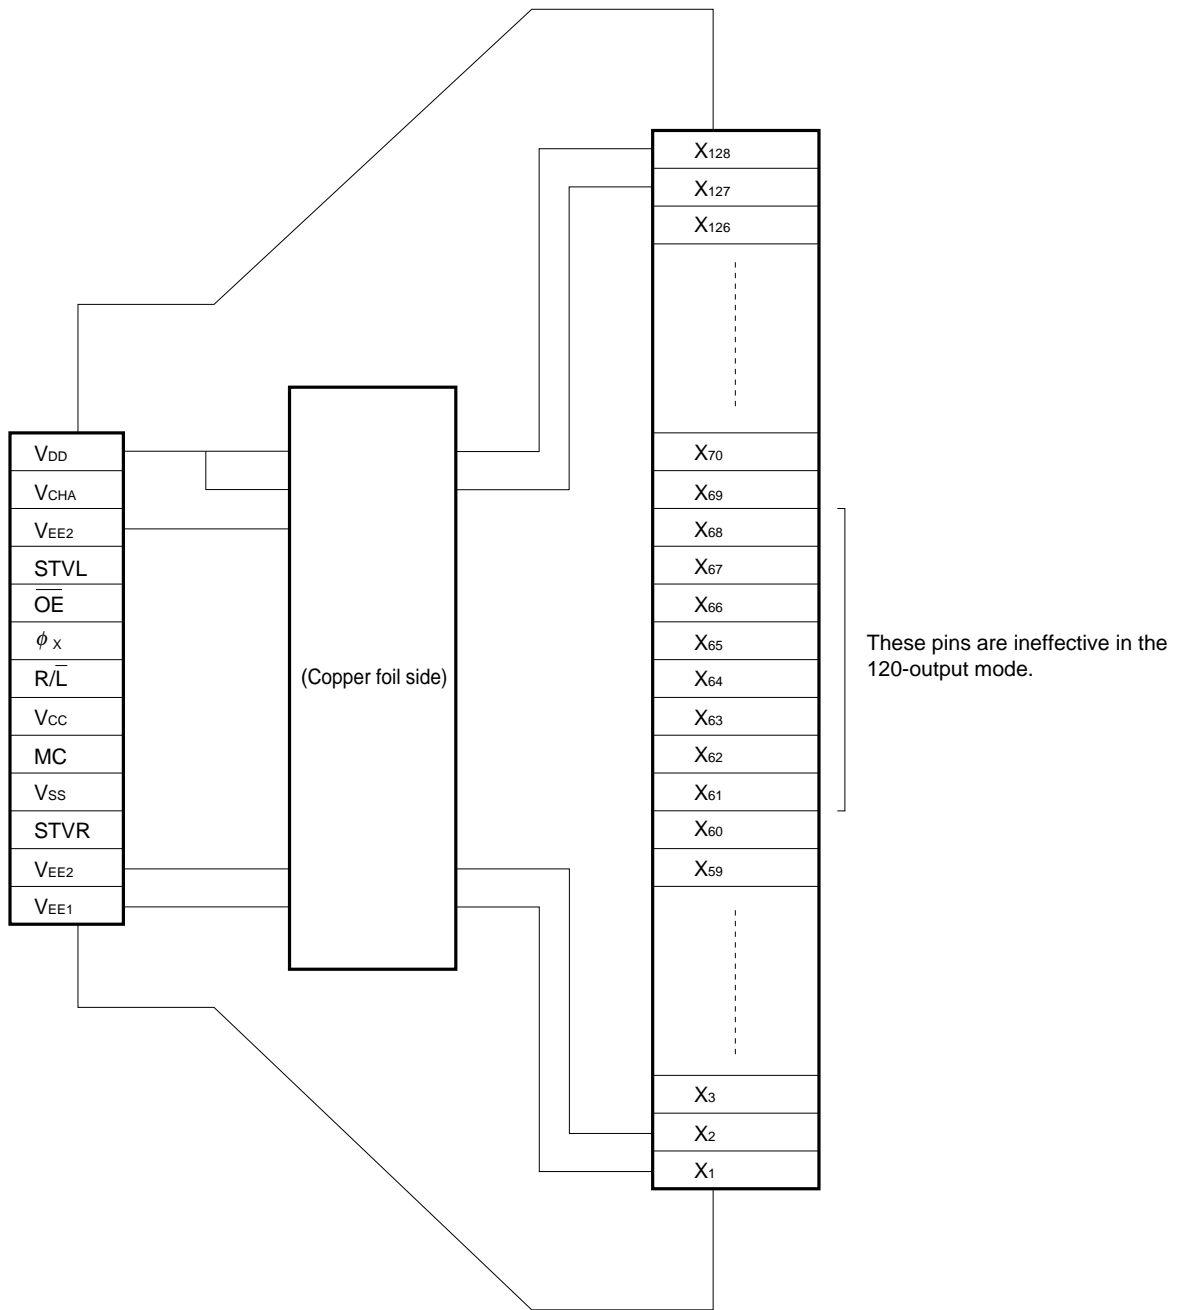 VDD
VCHA
VEE2
STVL
O̅E̅
ϕX
R/L̅
VCC
MC
VSS
STVR
VEE2
VEE1
(Copper foil side)
X128
X127
X126
X70
X69
X68
X67
X66
X65
X64
X63
X62
X61
X60
X59
X3
X2
X1
These pins are ineffective in the
120-output mode.